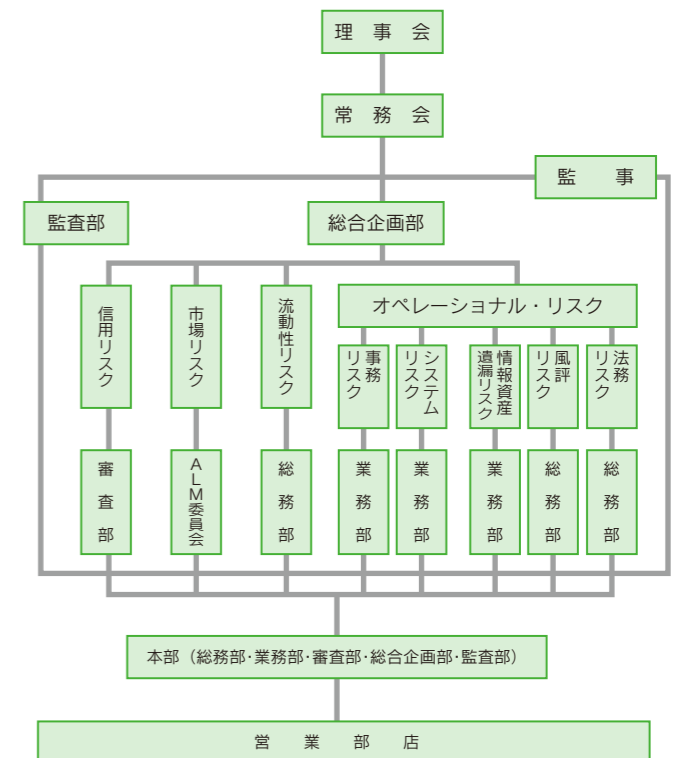 理事会
常務会
監事
監査部
総合企画部
信用リスク
市場リスク
流動性リスク
オペレーショナル・リスク
事務
リスク
システム
リスク
情報資産
遺漏リスク
風評
リスク
法務
リスク
審査部
ALM委員会
総務部
業務部
業務部
業務部
総務部
総務部
本部（総務部･業務部･審査部･総合企画部･監査部）
営業部店